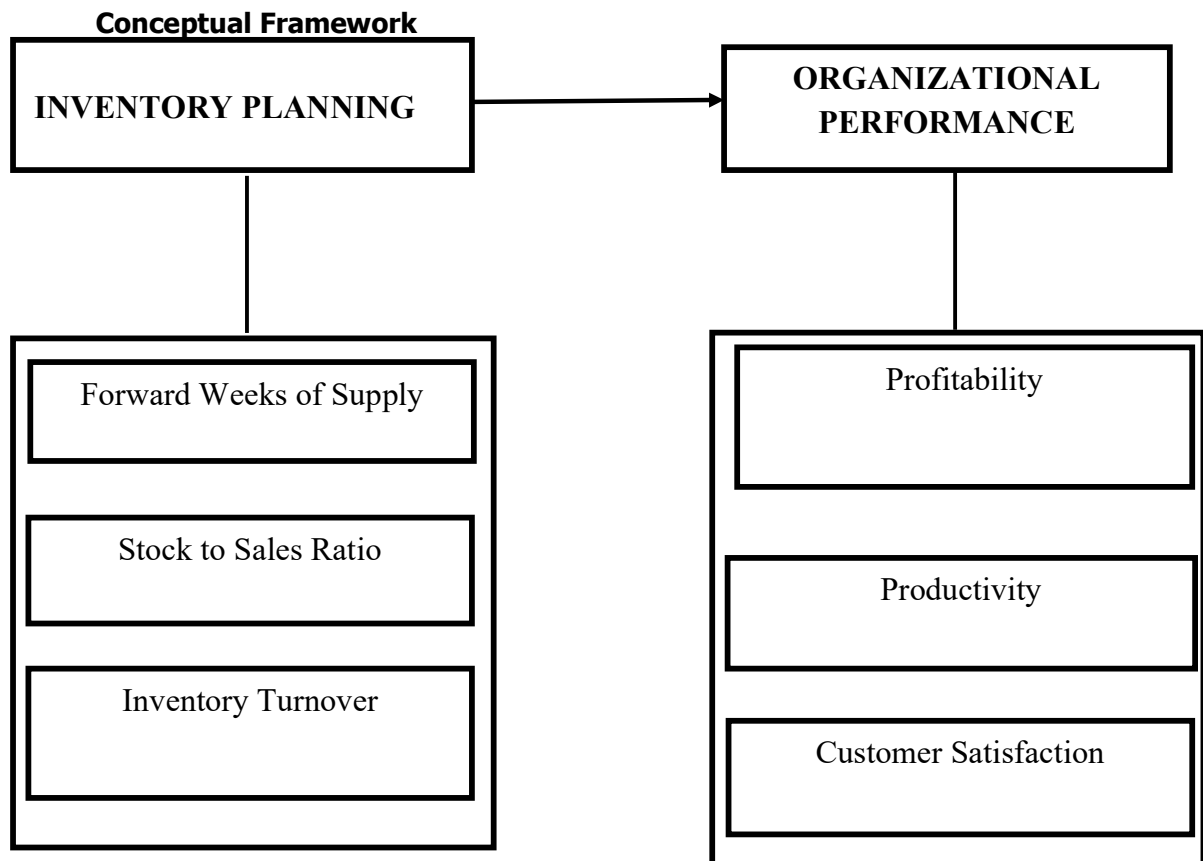 Conceptual Framework
INVENTORY PLANNING
ORGANIZATIONAL
PERFORMANCE
Forward Weeks of Supply
Stock to Sales Ratio
Inventory Turnover
Profitability
Productivity
Customer Satisfaction